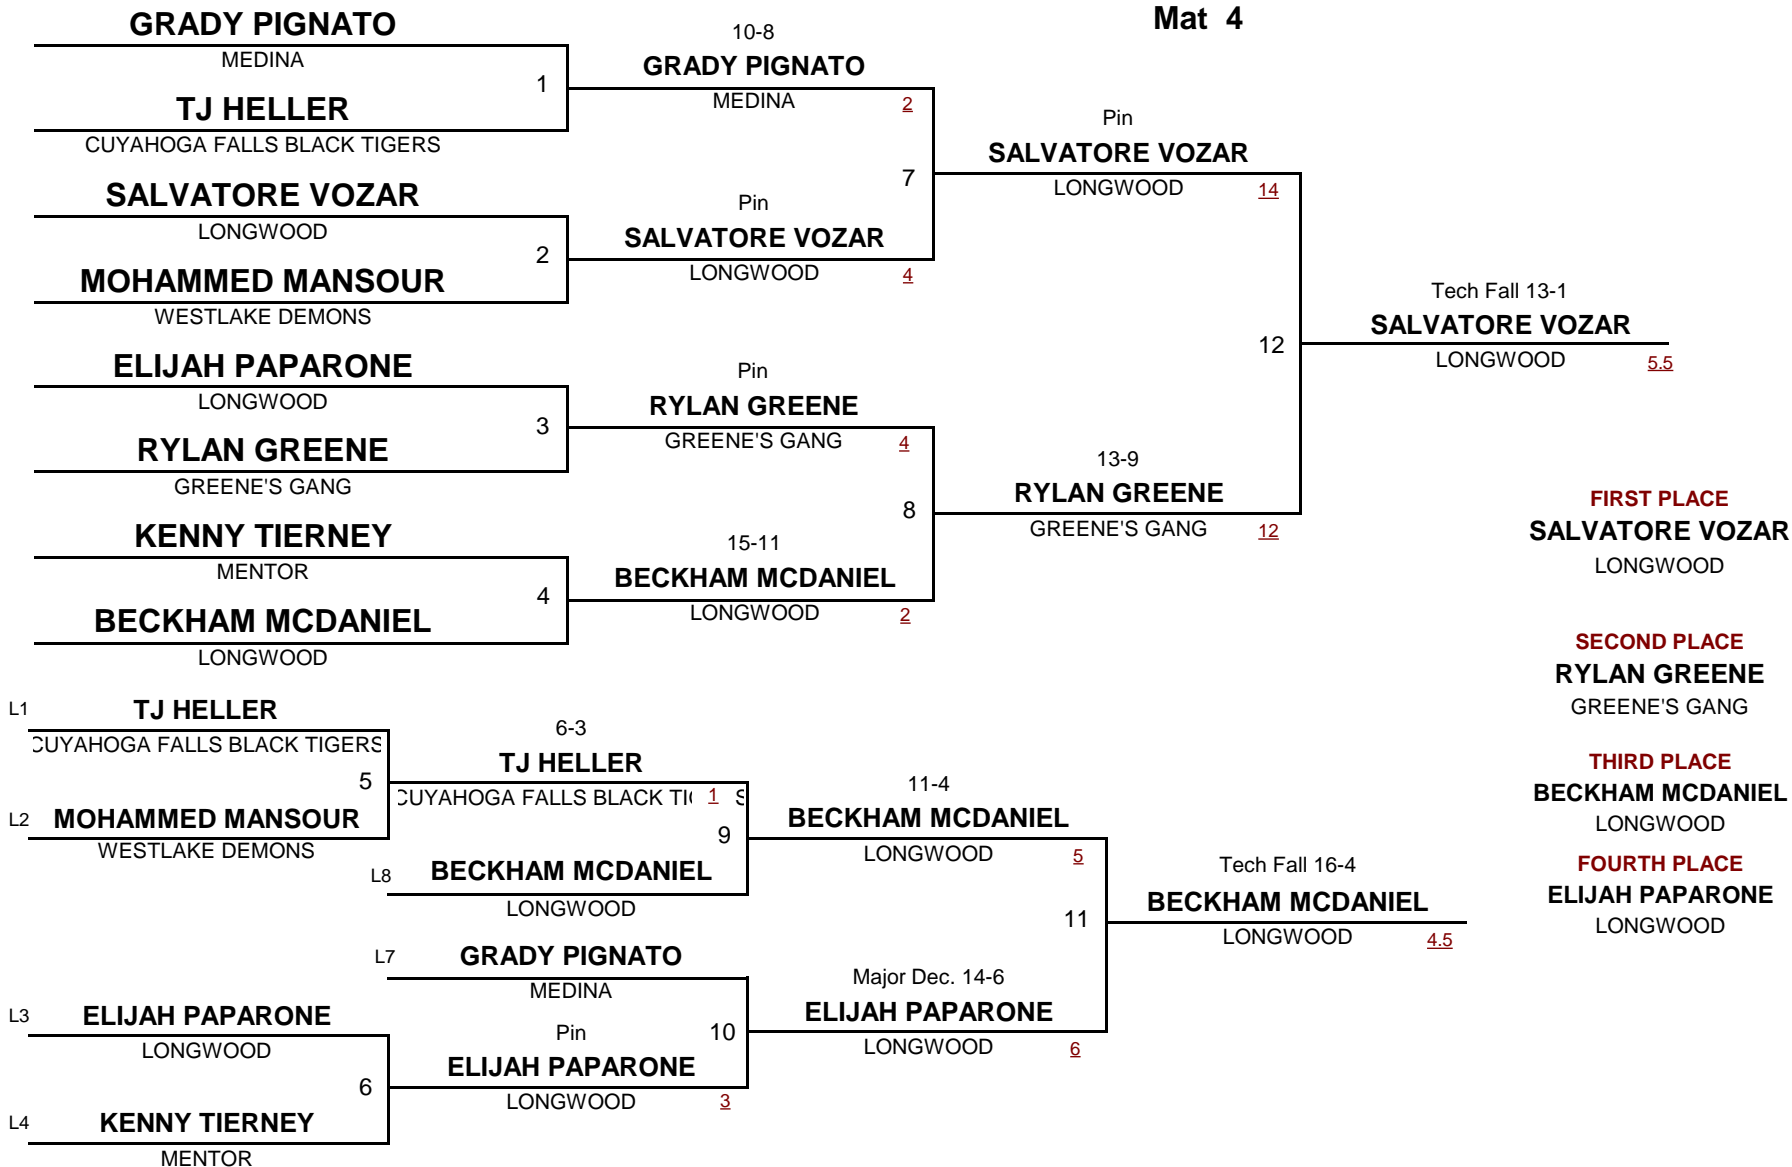 Mat 4
GRADY PIGNATO
MEDINA
1
TJ HELLER
CUYAHOGA FALLS BLACK TIGERS
SALVATORE VOZAR
LONGWOOD
2
MOHAMMED MANSOUR
WESTLAKE DEMONS
ELIJAH PAPARONE
LONGWOOD
3
RYLAN GREENE
GREENE'S GANG
KENNY TIERNEY
MENTOR
4
BECKHAM MCDANIEL
LONGWOOD
10-8
GRADY PIGNATO
MEDINA 2
7
Pin
SALVATORE VOZAR
LONGWOOD 4
Pin
RYLAN GREENE
GREENE'S GANG 4
8
15-11
BECKHAM MCDANIEL
LONGWOOD 2
Pin
SALVATORE VOZAR
LONGWOOD 14
12
13-9
RYLAN GREENE
GREENE'S GANG 12
Tech Fall 13-1
SALVATORE VOZAR
LONGWOOD 5.5
FIRST PLACE
SALVATORE VOZAR
LONGWOOD
SECOND PLACE
RYLAN GREENE
GREENE'S GANG
THIRD PLACE
BECKHAM MCDANIEL
LONGWOOD
FOURTH PLACE
ELIJAH PAPARONE
LONGWOOD
L1 TJ HELLER
CUYAHOGA FALLS BLACK TIGERS
5
L2 MOHAMMED MANSOUR
WESTLAKE DEMONS
6-3
TJ HELLER
CUYAHOGA FALLS BLACK TI 1 S
9
L8 BECKHAM MCDANIEL
LONGWOOD
L7 GRADY PIGNATO
MEDINA
10
L3 ELIJAH PAPARONE
LONGWOOD
6
L4 KENNY TIERNEY
MENTOR
Pin
ELIJAH PAPARONE
LONGWOOD 3
11-4
BECKHAM MCDANIEL
LONGWOOD 5
11
Major Dec. 14-6
ELIJAH PAPARONE
LONGWOOD 6
Tech Fall 16-4
BECKHAM MCDANIEL
LONGWOOD 4.5